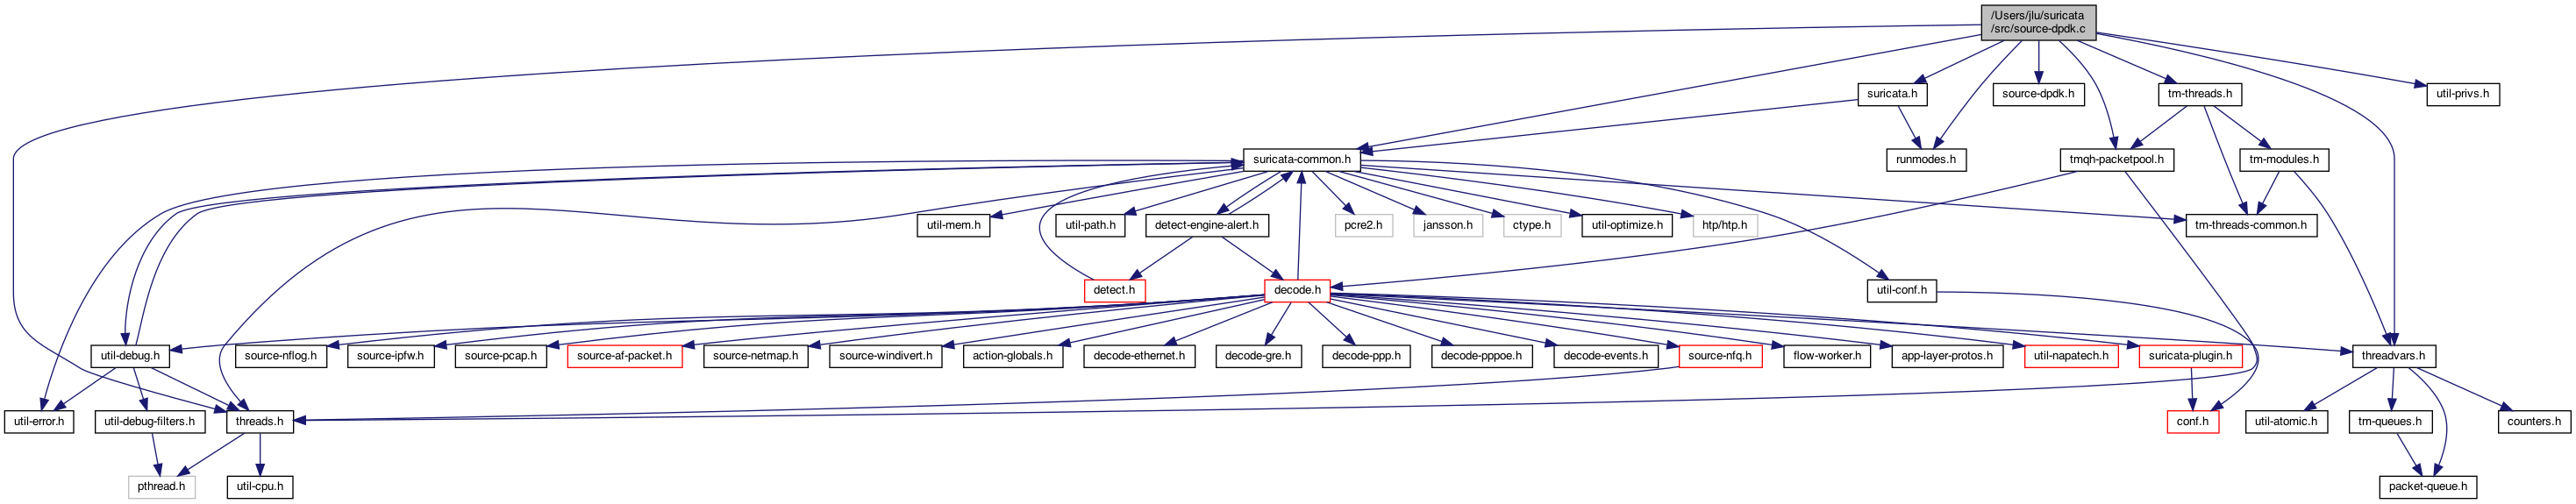 /Users/jlu/suricata
/src/source-dpdk.c
suricata.h
source-dpdk.h
tm-threads.h
util-privs.h
suricata-common.h
runmodes.h
tmqh-packetpool.h
tm-modules.h
util-mem.h
util-path.h
detect-engine-alert.h
pcre2.h
jansson.h
ctype.h
util-optimize.h
htp/htp.h
tm-threads-common.h
detect.h
decode.h
util-conf.h
util-debug.h
source-nflog.h
source-ipfw.h
source-pcap.h
source-af-packet.h
source-netmap.h
source-windivert.h
action-globals.h
decode-ethernet.h
decode-gre.h
decode-ppp.h
decode-pppoe.h
decode-events.h
source-nfq.h
flow-worker.h
app-layer-protos.h
util-napatech.h
suricata-plugin.h
threadvars.h
util-error.h
util-debug-filters.h
threads.h
conf.h
util-atomic.h
tm-queues.h
counters.h
pthread.h
util-cpu.h
packet-queue.h